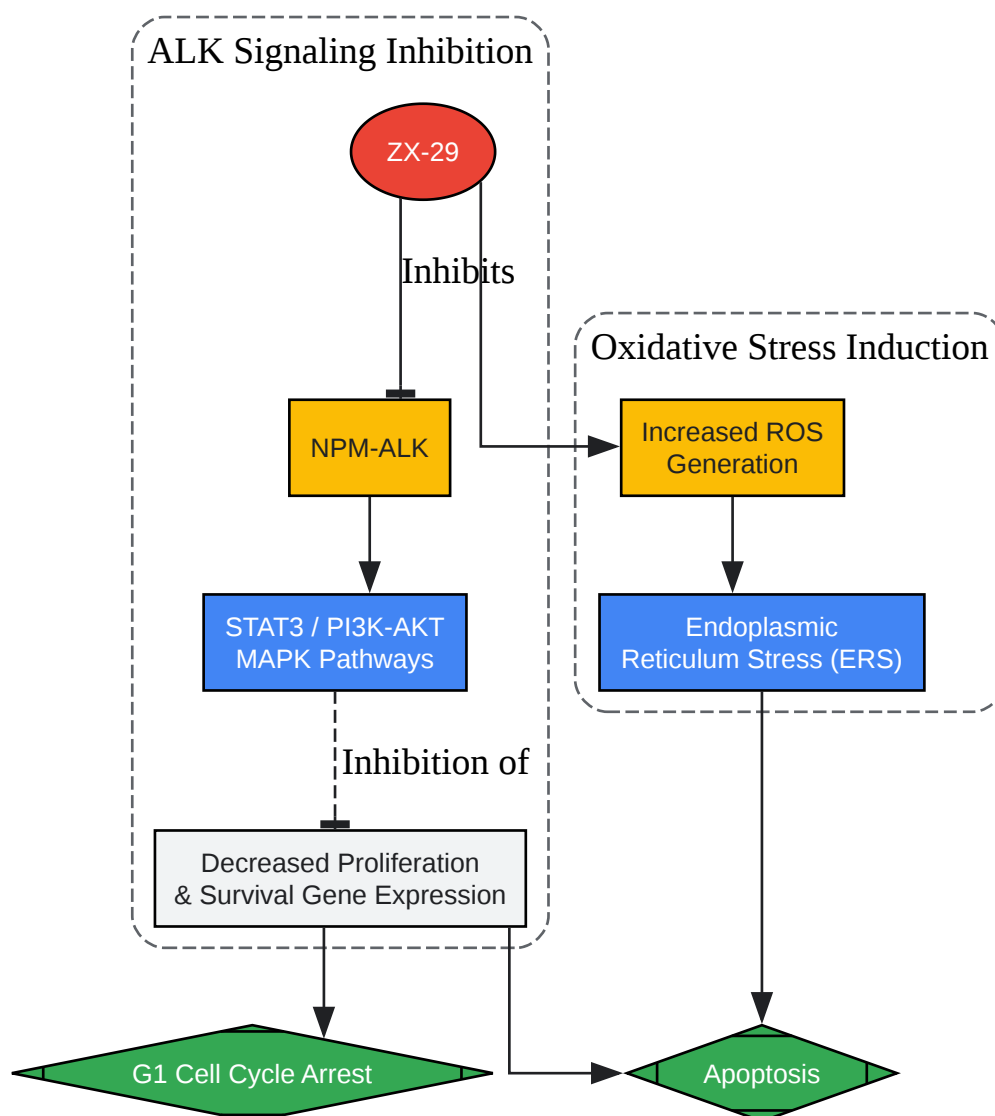 ALK Signaling Inhibition
ZX-29
Inhibits
Oxidative Stress Induction
NPM-ALK
Increased ROS
Generation
STAT3 / PI3K-AKT
MAPK Pathways
Endoplasmic
Reticulum Stress (ERS)
Inhibition of
Decreased Proliferation
& Survival Gene Expression
G1 Cell Cycle Arrest
Apoptosis